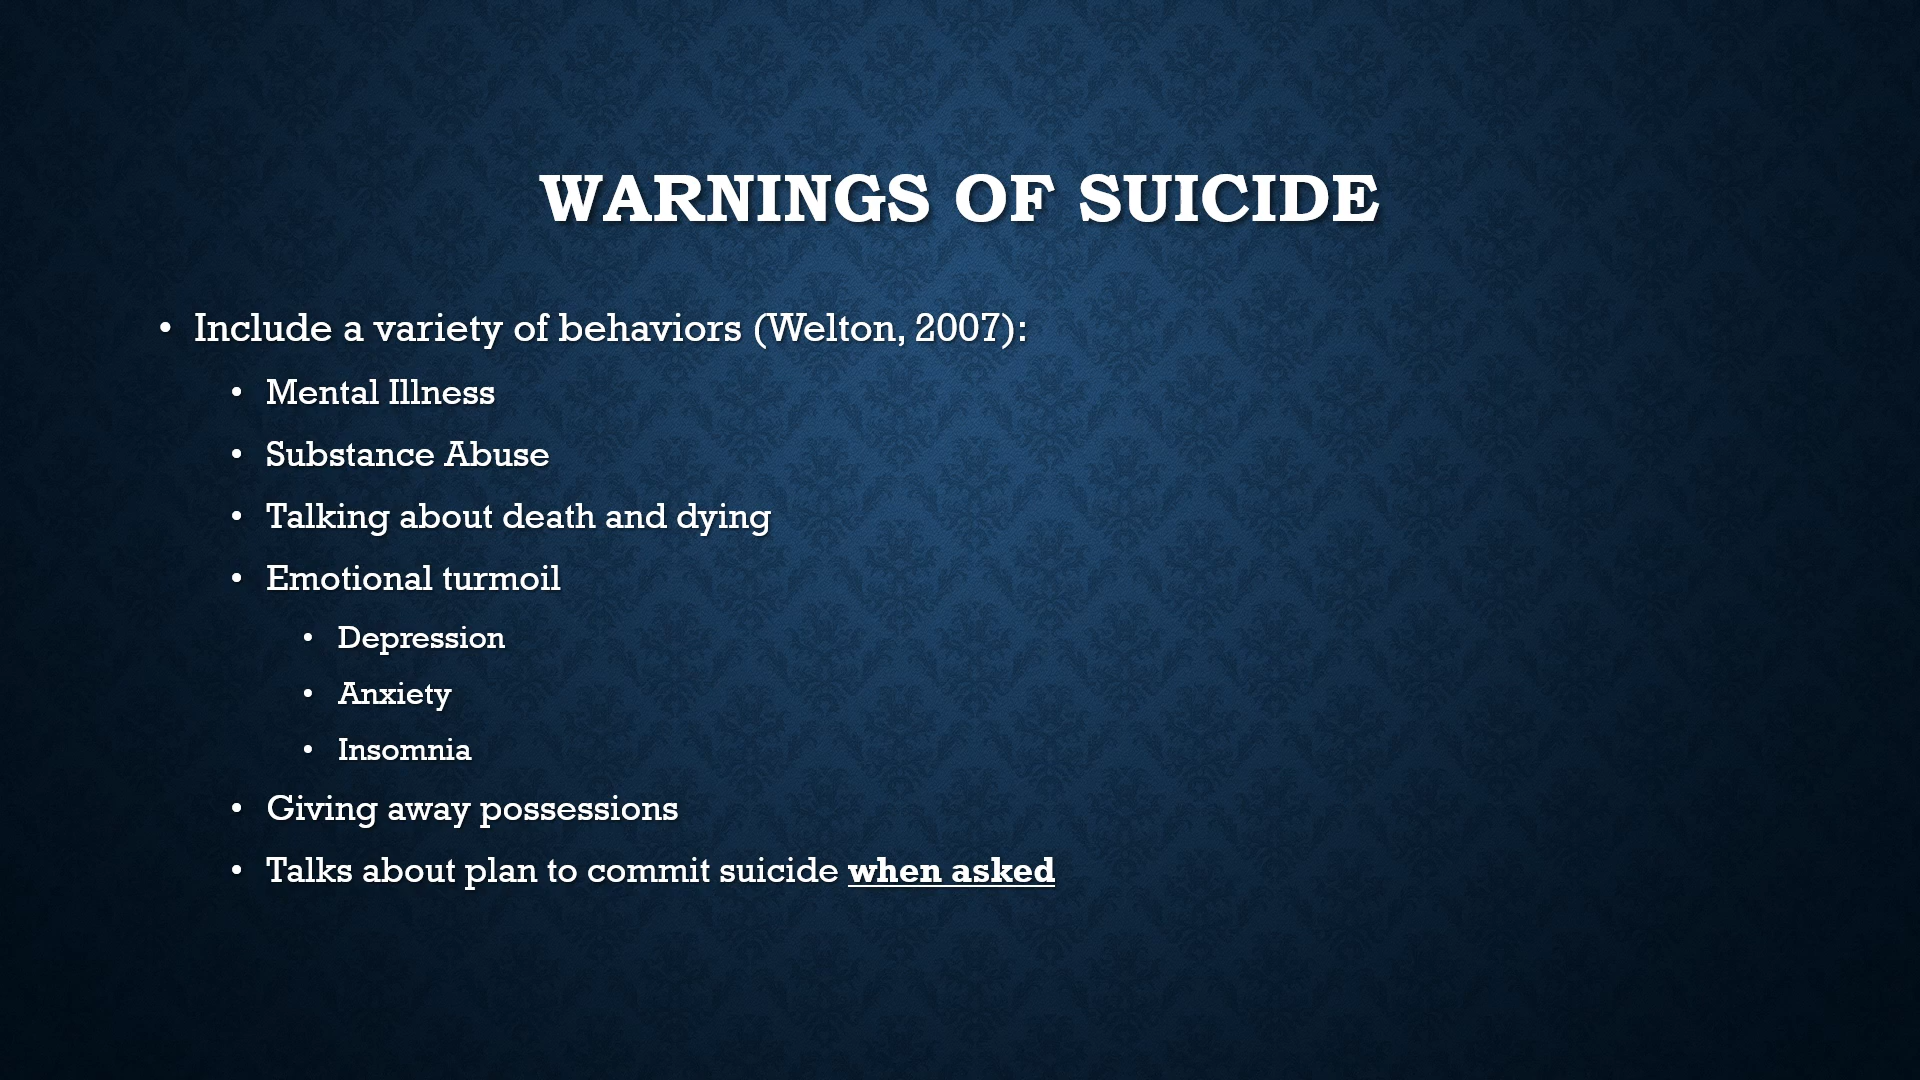 WARNINGS OF SUICIDE
• Include a variety of behaviors (Welton, 2007):
• Mental Illness
• Substance Abuse
• Talking about death and dying
• Emotional turmoil
• Depression
• Anxiety
• Insomnia
• Giving away possessions
• Talks about plan to commit suicide when asked